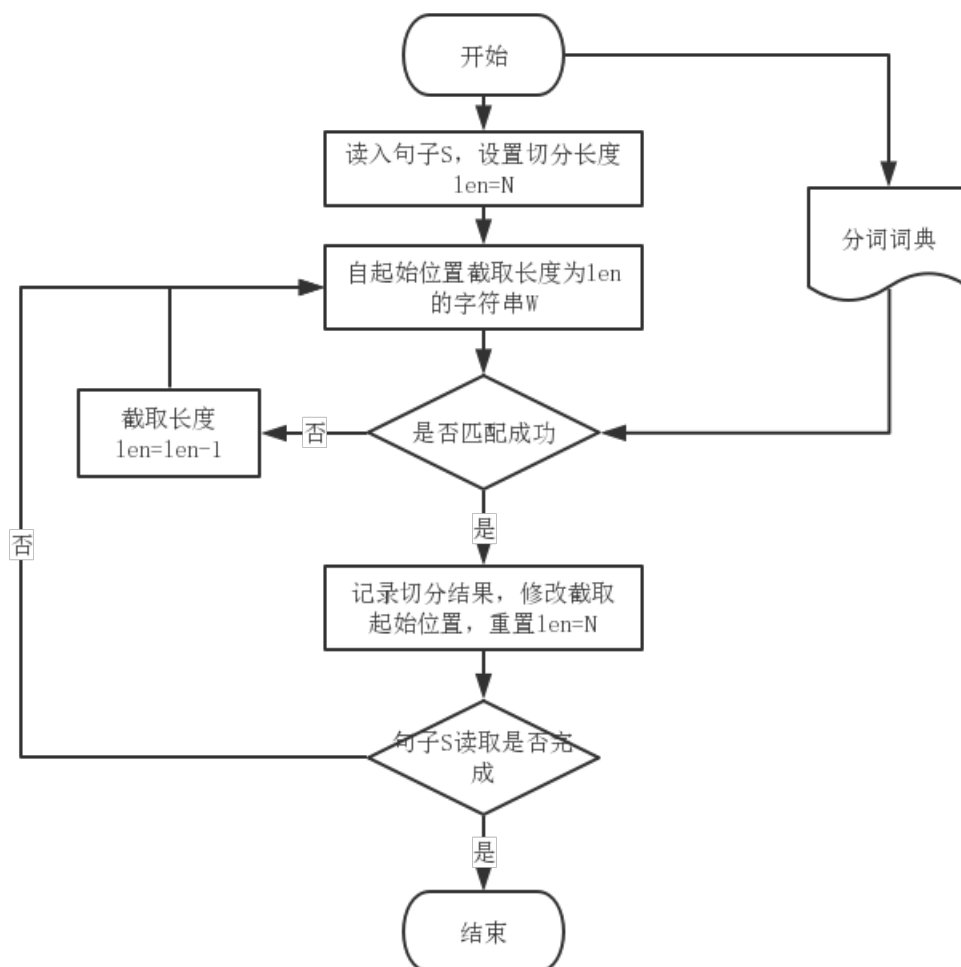 开始
读入句子S，设置切分长度
len=N
分词词典
自起始位置截取长度为len
的字符串W
截取长度
len=len-1
否
是否匹配成功
是
否
记录切分结果，修改截取
起始位置，重置len=N
句子S读取是否完
成
是
结束